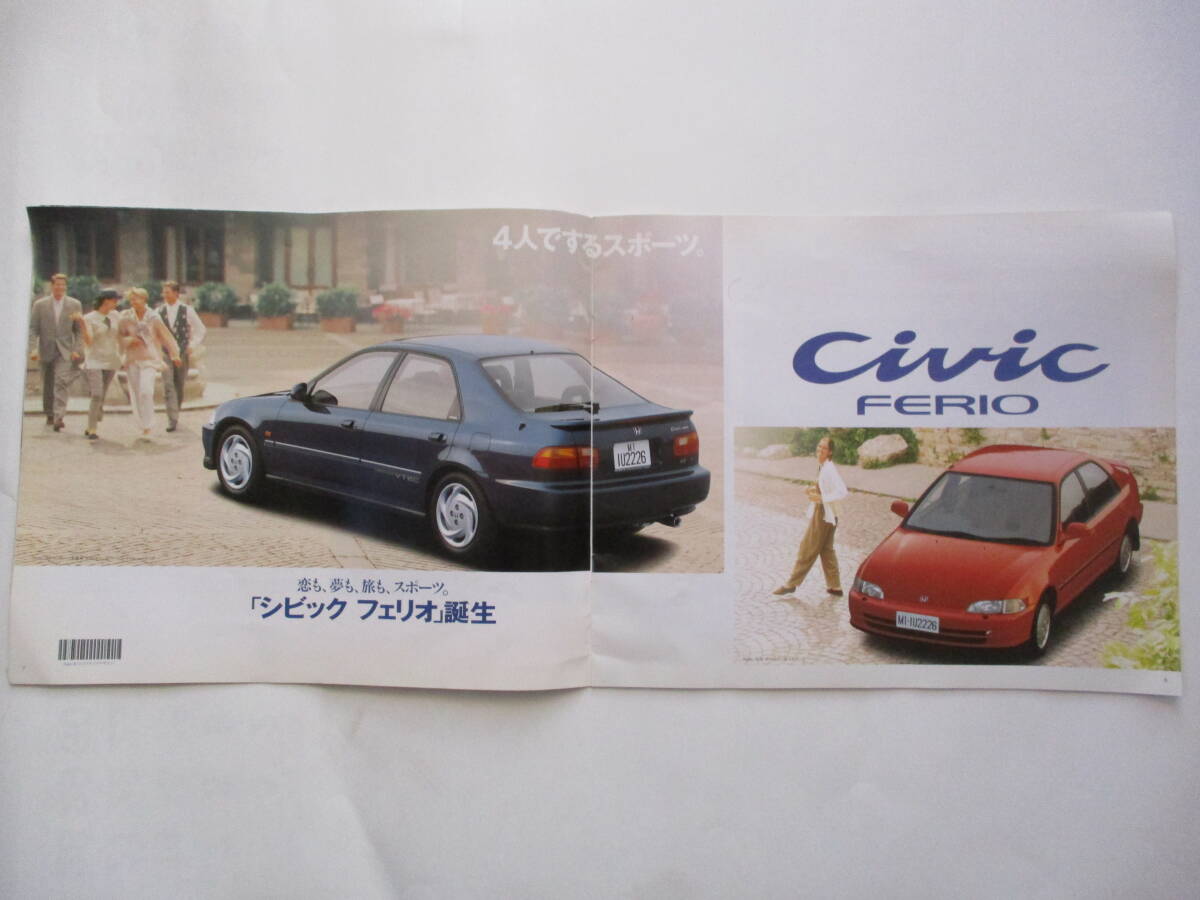 4人でするスポーツ。
MI
IU2226
VTEC
恋も、夢も、旅も、スポーツ。
「シビック フェリオ」誕生
Civic
FERIO
MI-IU2226